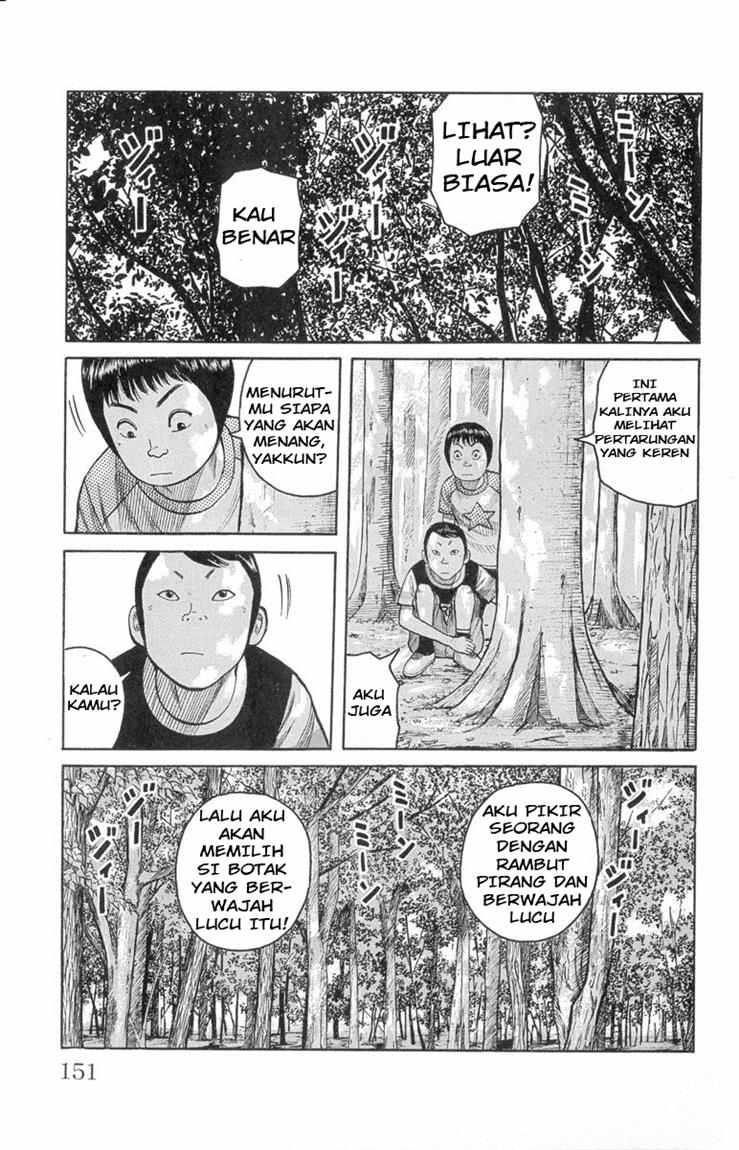 LIHAT?
LUAR
BIASA!
KAU
BENAR
ミーン
ミーン
ジィー
ジィー
ジィー
INI
PERTAMA
KALINYA AKU
MELIHAT
PERTARUNGAN
YANG KEREN
AKU
JUGA
MENURUT-
MU SIAPA
YANG AKAN
MENANG,
YAKKUN?
KALAU
KAMU?
AKU PIKIR
SEORANG
DENGAN
RAMBUT
PIRANG DAN
BERWAJAH
LUCU
LALU AKU
AKAN
MEMILIH
SI BOTAK
YANG BER-
WAJAH
LUCU ITU!
ジィー
ジィー
ミーン
ミーン
ジィー
ジィー
151